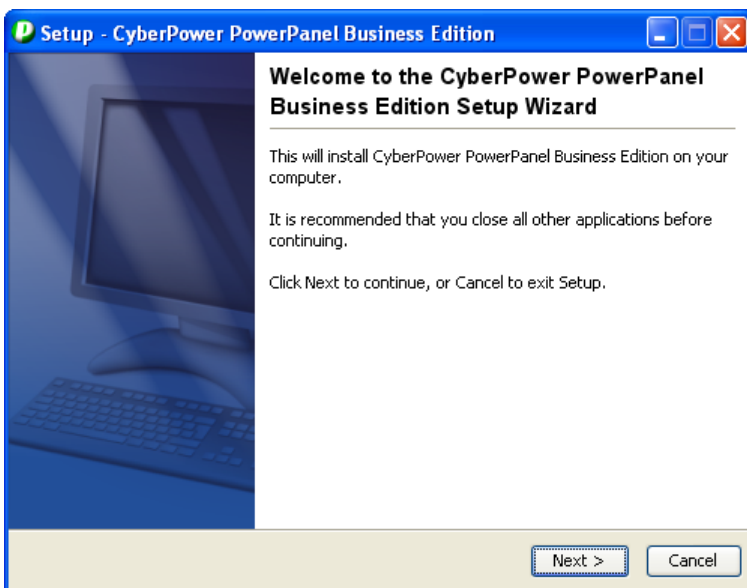 Setup - CyberPower PowerPanel Business Edition
Welcome to the CyberPower PowerPanel
Business Edition Setup Wizard
This will install CyberPower PowerPanel Business Edition on your
computer.
It is recommended that you close all other applications before
continuing.
Click Next to continue, or Cancel to exit Setup.
Next >
Cancel